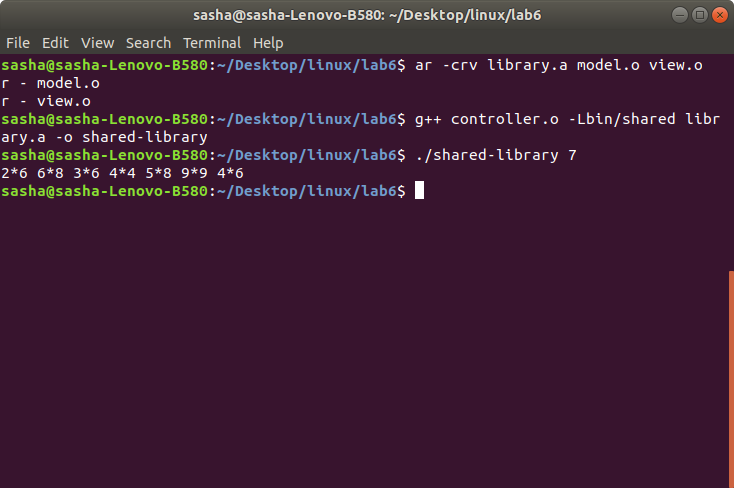 sasha@sasha-Lenovo-B580: ~/Desktop/linux/lab6
File Edit View Search Terminal Help
sasha@sasha-Lenovo-B580:~/Desktop/linux/lab6$ ar -crv library.a model.o view.o
r - model.o
r - view.o
sasha@sasha-Lenovo-B580:~/Desktop/linux/lab6$ g++ controller.o -Lbin/shared libr
ary.a -o shared-library
sasha@sasha-Lenovo-B580:~/Desktop/linux/lab6$ ./shared-library 7
2*6 6*8 3*6 4*4 5*8 9*9 4*6
sasha@sasha-Lenovo-B580:~/Desktop/linux/lab6$